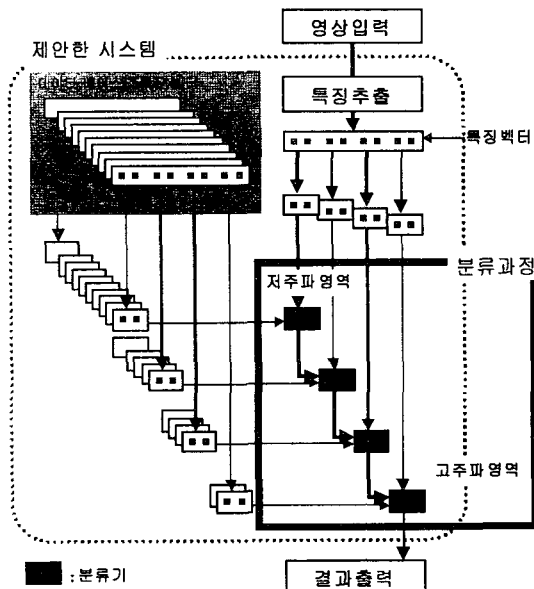 영상입력
제안한 시스템
특징추출
특징벡터
분류과정
저주파영역
고주파영역
:분류기
결과출력